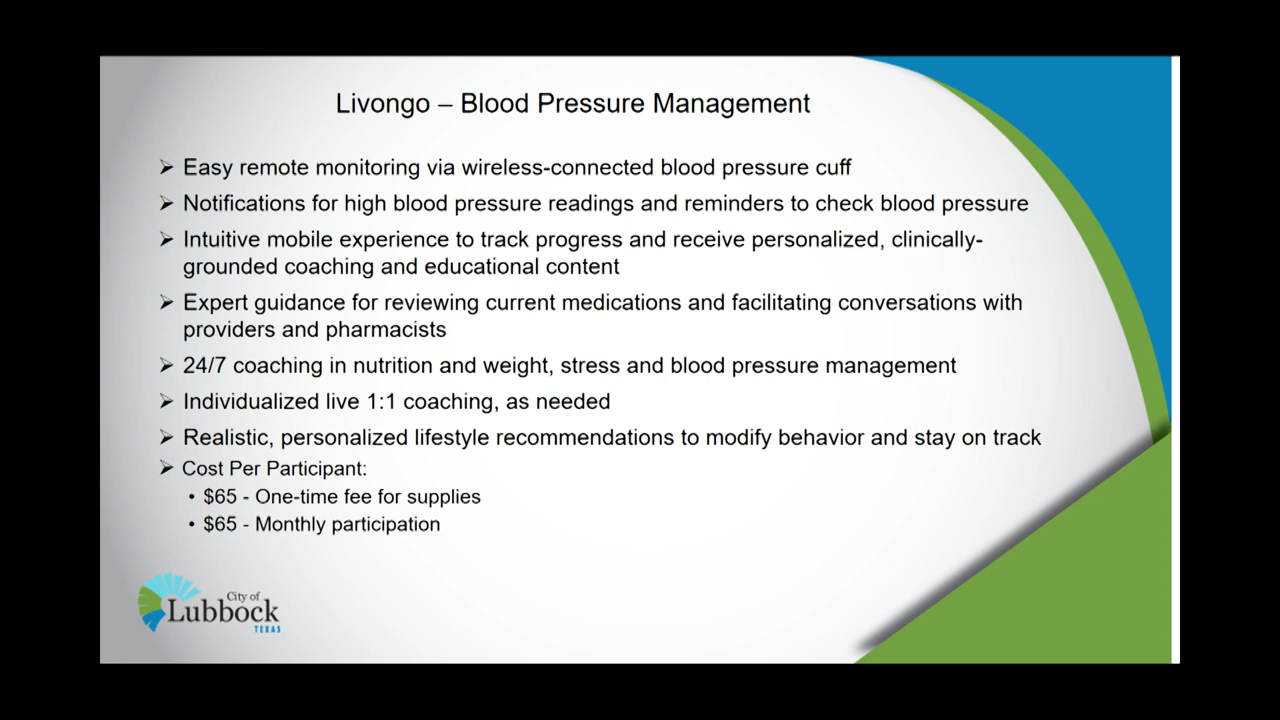 Livongo – Blood Pressure Management
➢ Easy remote monitoring via wireless-connected blood pressure cuff
➢ Notifications for high blood pressure readings and reminders to check blood pressure
➢ Intuitive mobile experience to track progress and receive personalized, clinically-
grounded coaching and educational content
➢ Expert guidance for reviewing current medications and facilitating conversations with
providers and pharmacists
➢ 24/7 coaching in nutrition and weight, stress and blood pressure management
➢ Individualized live 1:1 coaching, as needed
➢ Realistic, personalized lifestyle recommendations to modify behavior and stay on track
➢ Cost Per Participant:
• $65 - One-time fee for supplies
• $65 - Monthly participation
City of
Lubbock
TEXAS